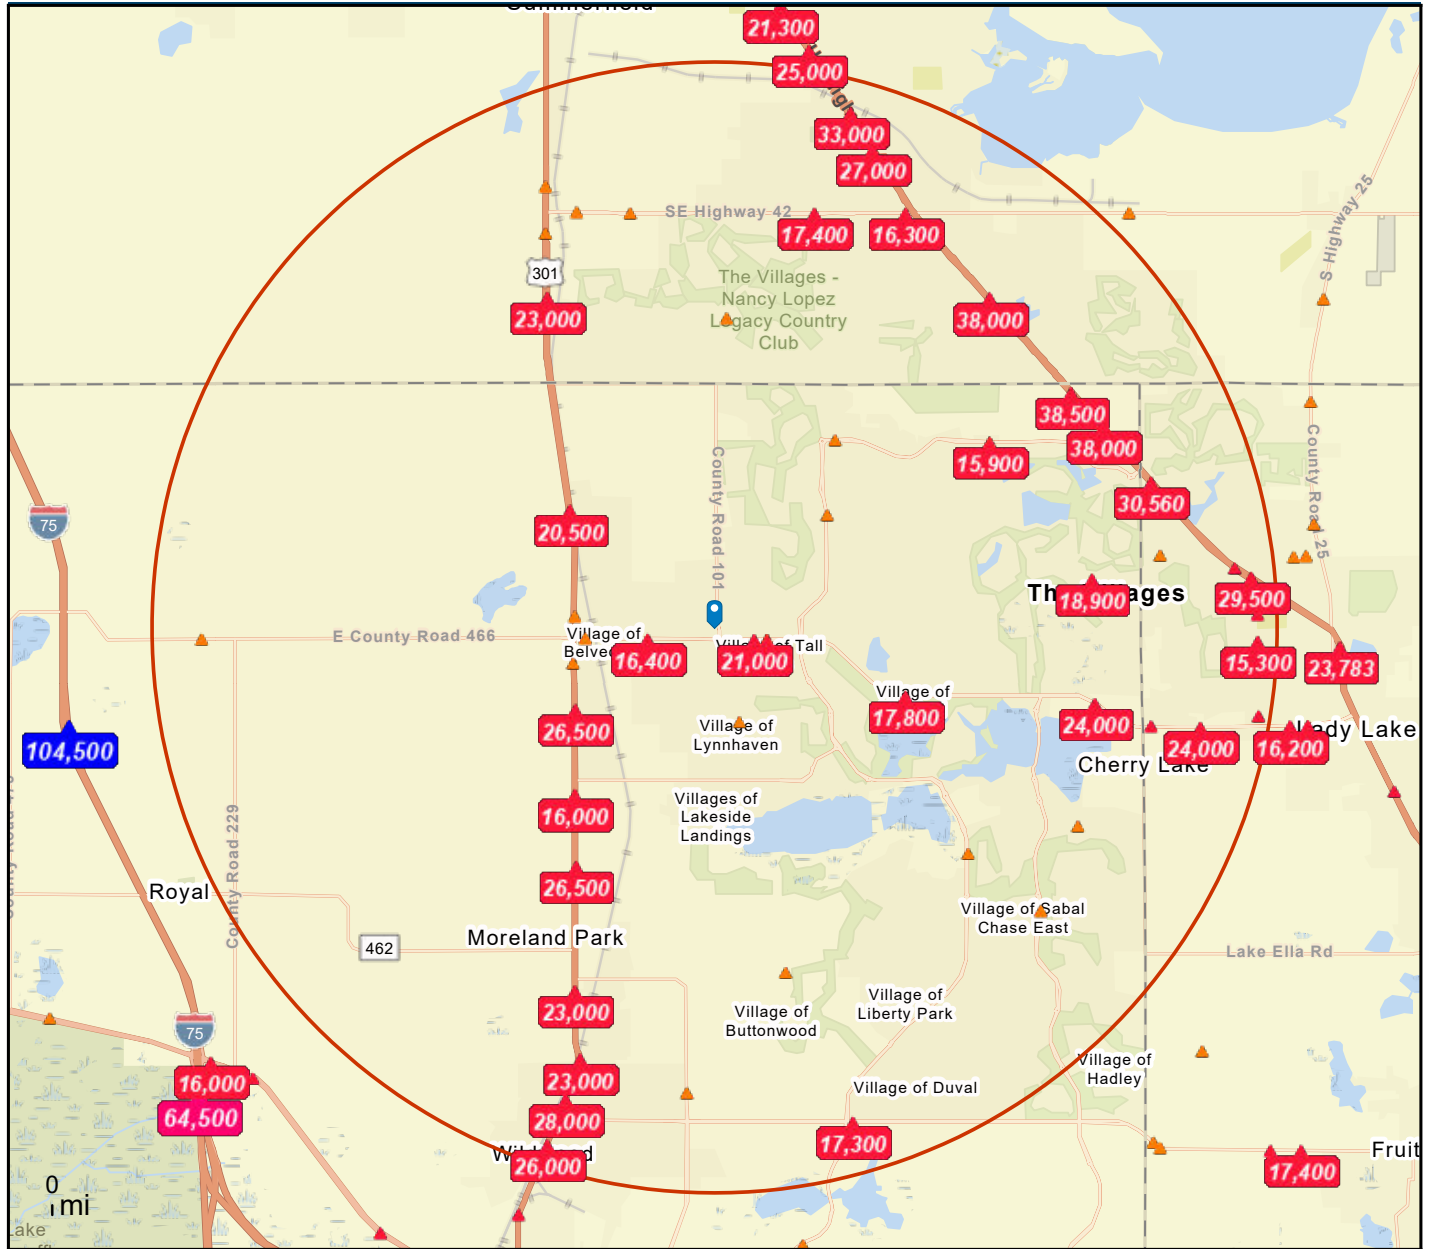 21,300
25,000
33,000
27,000
SE Highway 42
17,400
16,300
S Highway 25
301
The Villages -
Nancy Lopez
Legacy Country
Club
23,000
38,000
38,500
38,000
15,900
30,560
County Road 101
County Road 25
75
20,500
18,900
29,500
E County Road 466
Village of
16,400
21,000
Tall
15,300
23,783
Village of
17,800
26,500
Village of
Lynnhaven
24,000
24,000
16,200
Lady Lake
104,500
Cherry Lake
Villages of
Lakeside
Landings
16,000
County Road 229
Royal
26,500
Village of Sabal
Chase East
Moreland Park
462
Lake Ella Rd
23,000
Village of
Liberty Park
Village of
Buttonwood
75
Village of
Hadley
16,000
23,000
Village of Duval
64,500
28,000
17,300
26,000
Fruit
17,400
0
mi